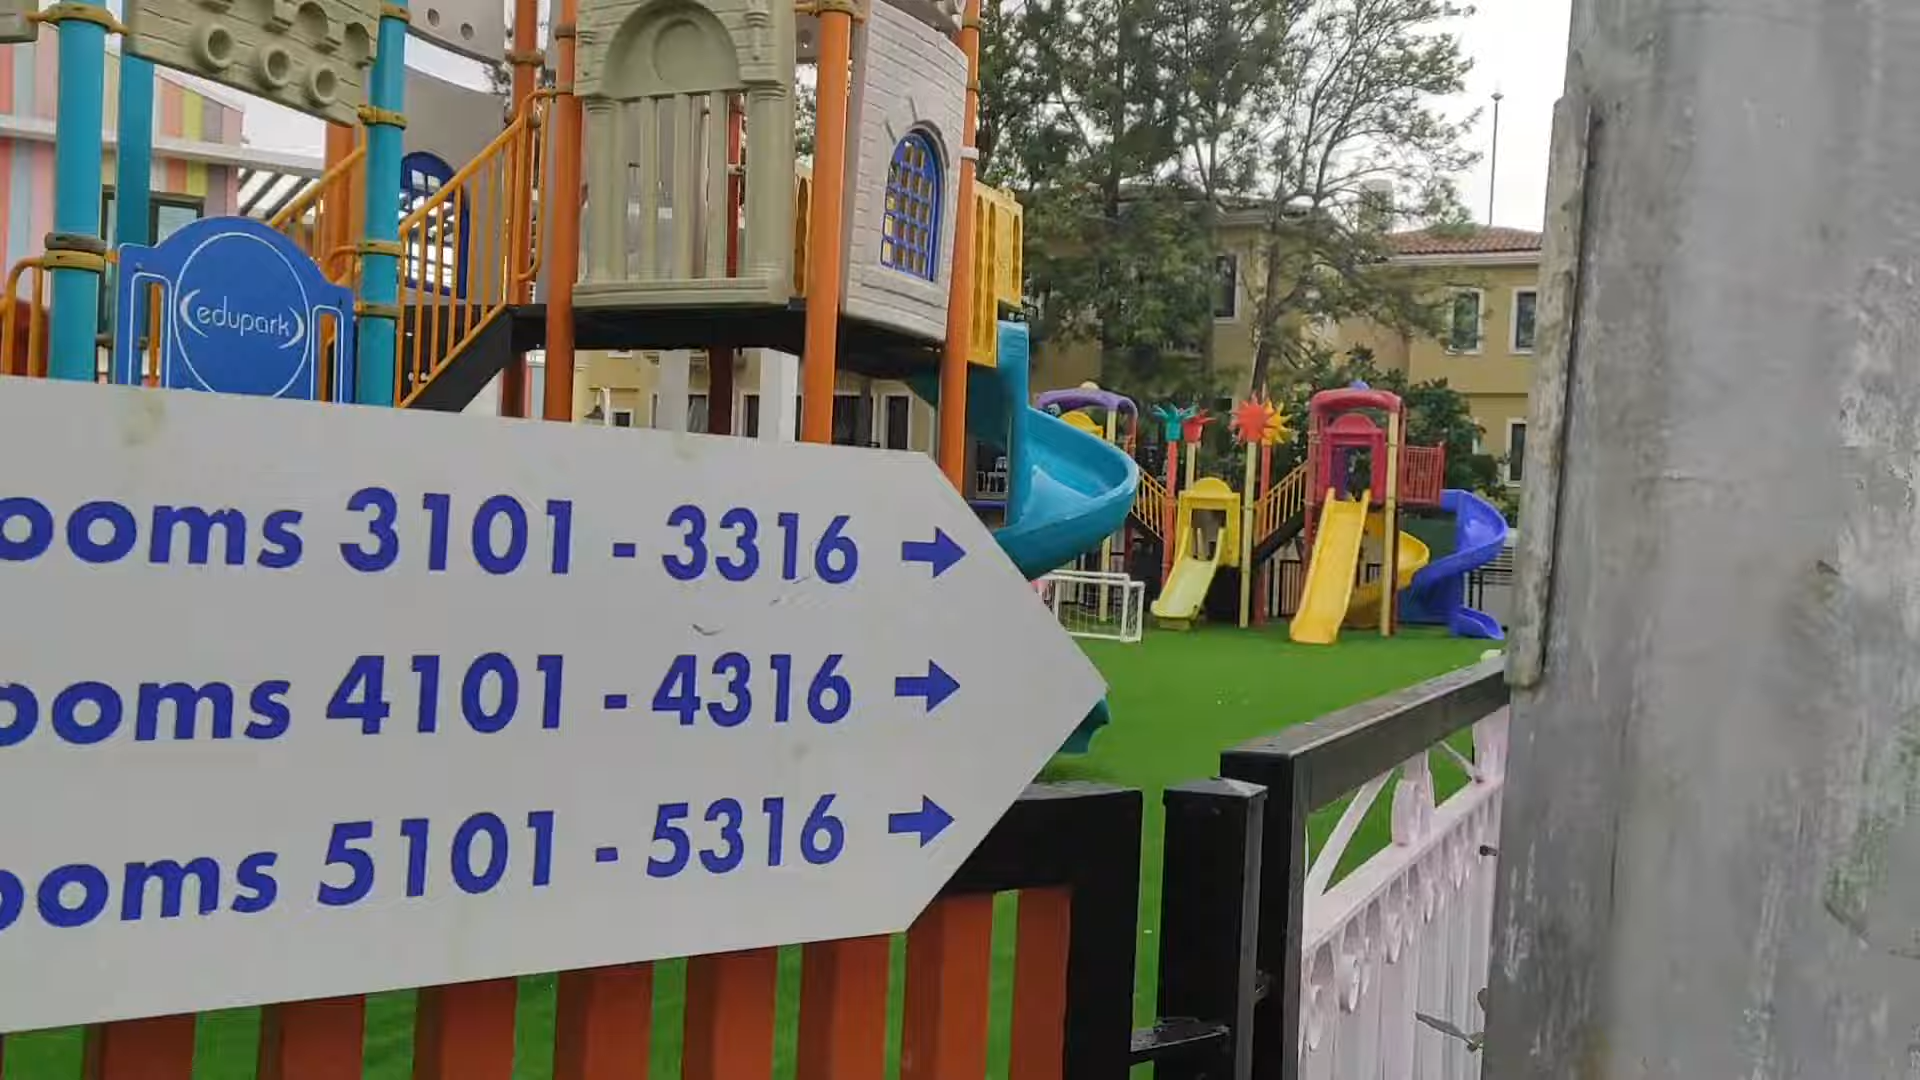 edupark
ooms 3101 - 3316
ooms 4101 - 4316
ooms 5101 - 5316